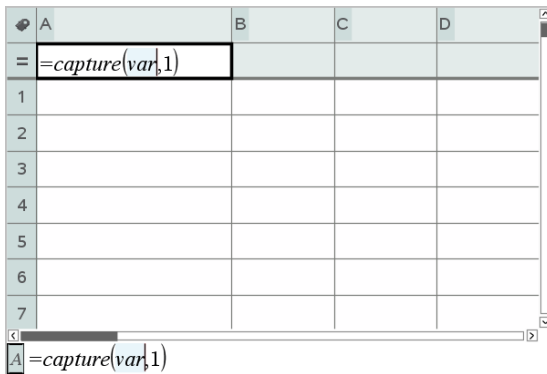 A B C D
= =capture(var,1)
1
2
3
4
5
6
7
A =capture(var,1)